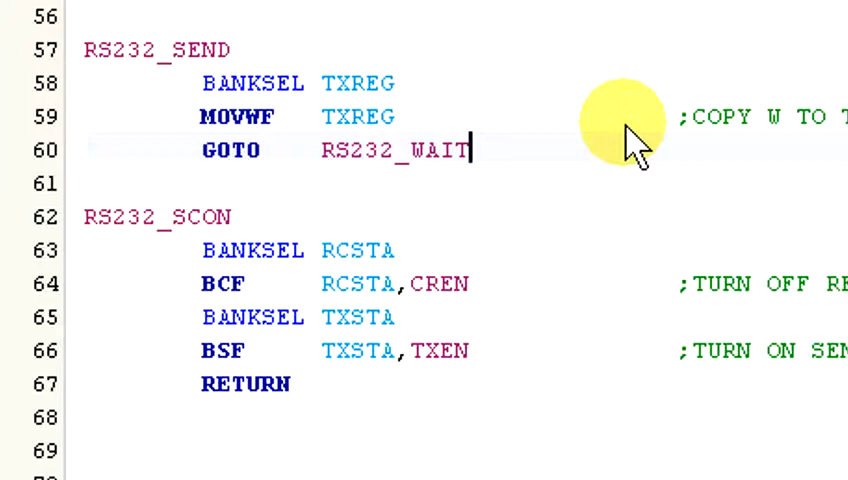 56
57 RS232_SEND
58 BANKSEL TXREG
59 MOVWF TXREG ;COPY W TO
60 GOTO RS232_WAIT
61
62 RS232_SCON
63 BANKSEL RCSTA
64 BCF RCSTA,CREN ;TURN OFF RE
65 BANKSEL TXSTA
66 BSF TXSTA,TXEN ;TURN ON SEN
67 RETURN
68
69